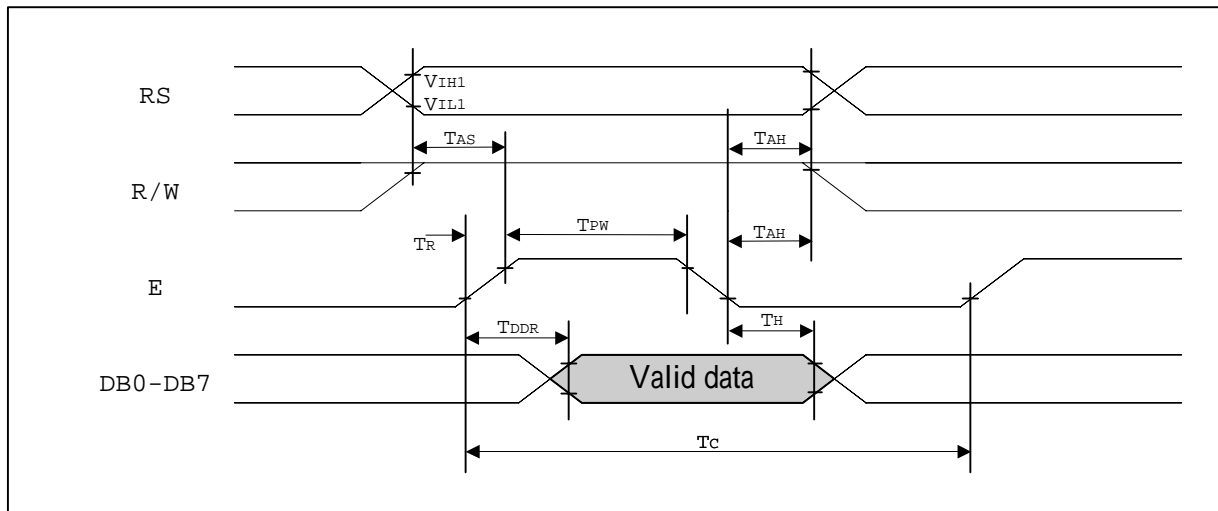 VIH1
RS
VIL1
TAS
TAH
R/W
TPW
TAH
TR
E
TDDR
TH
Valid data
DB0-DB7
TC